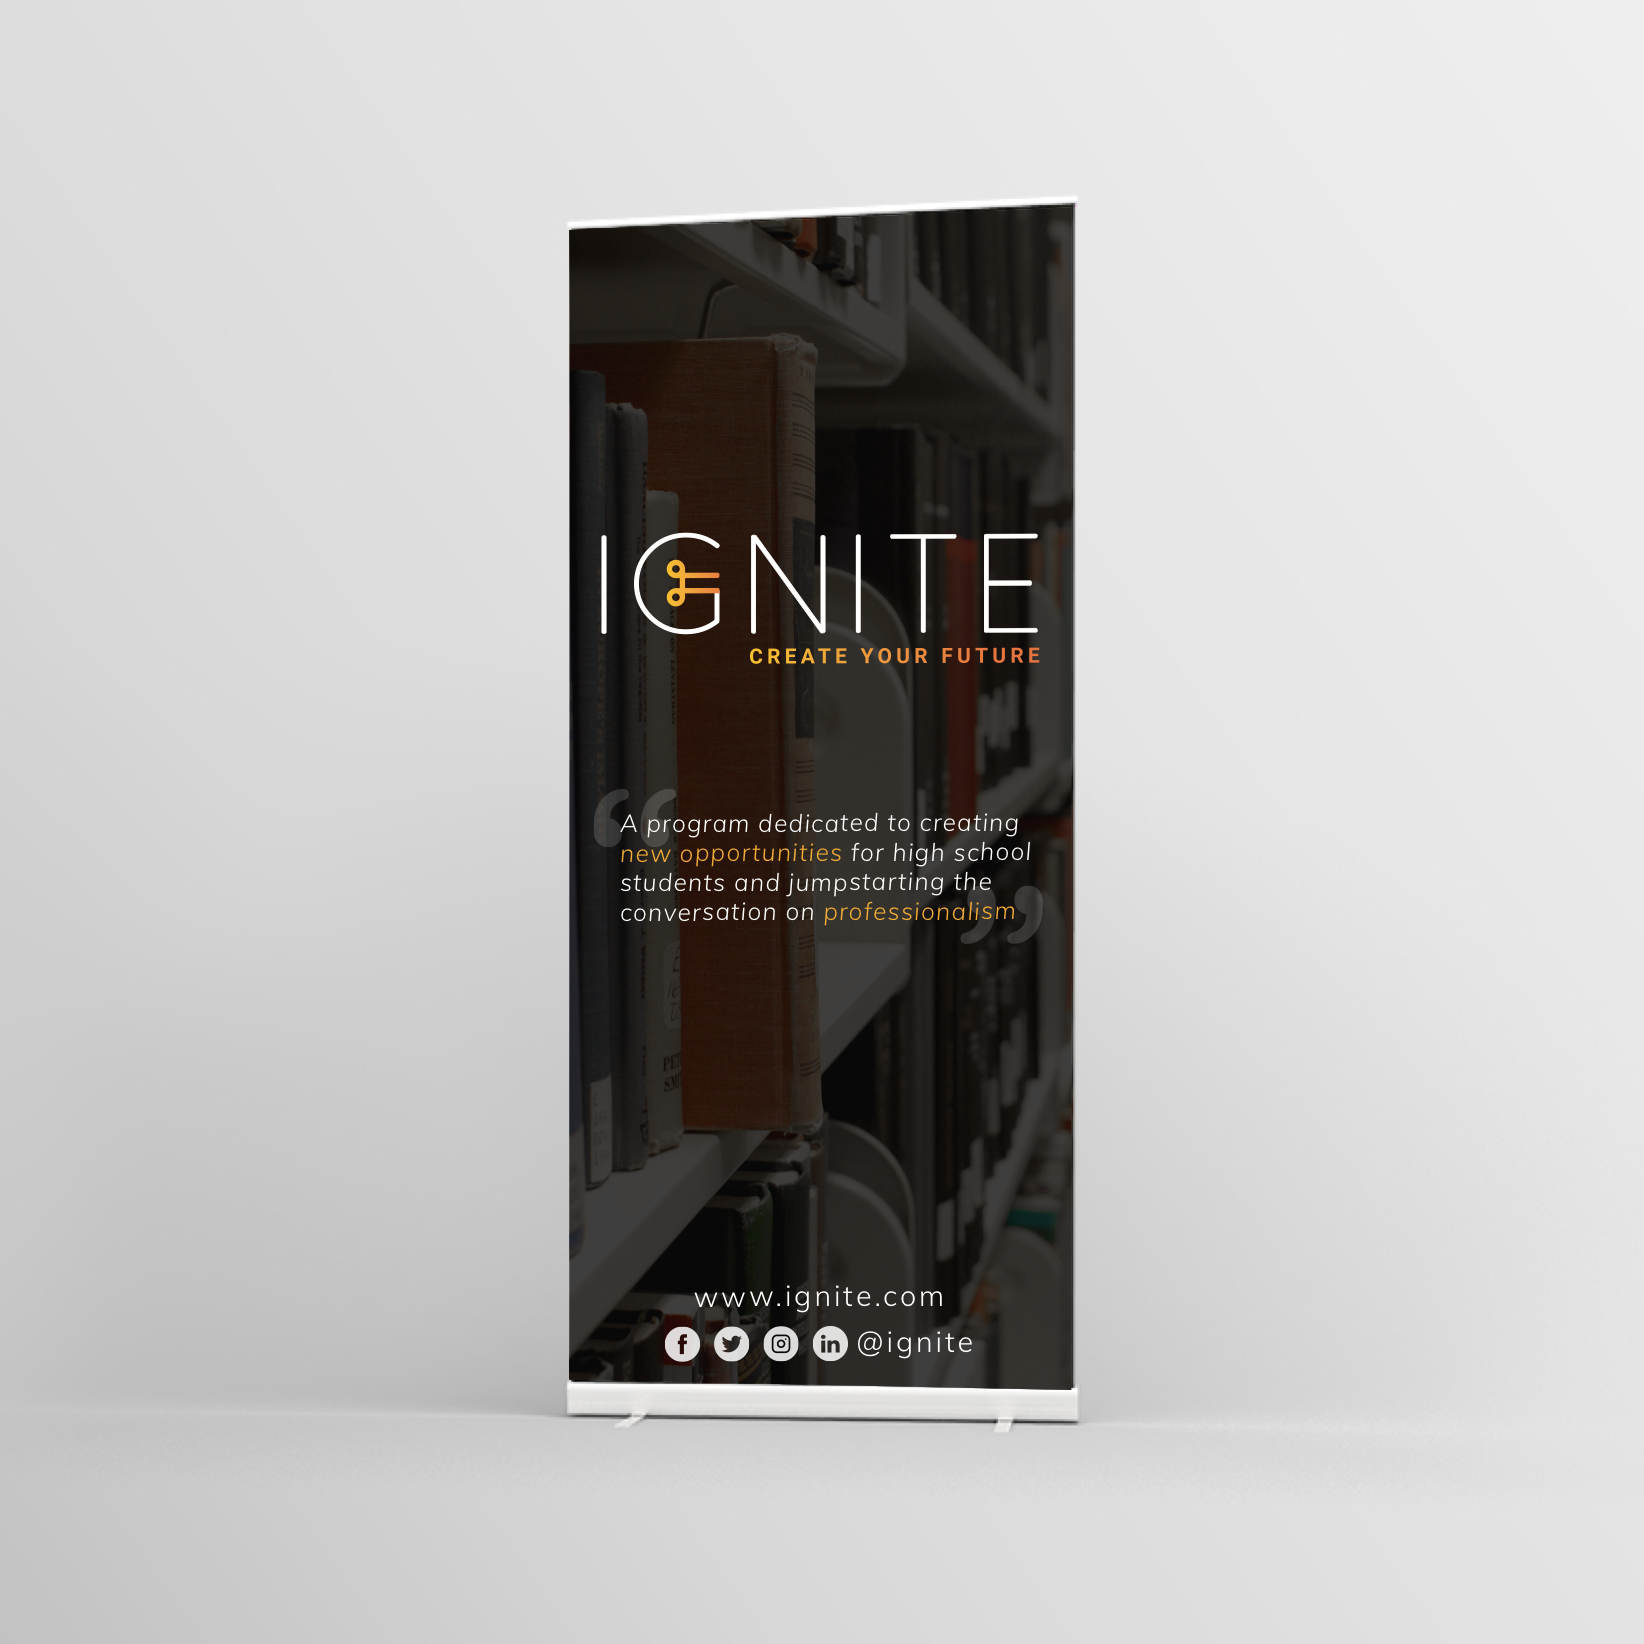 IGNITE
CREATE YOUR FUTURE
“A program dedicated to creating
new opportunities for high school
students and jumpstarting the
conversation on professionalism”
www.ignite.com
@ignite